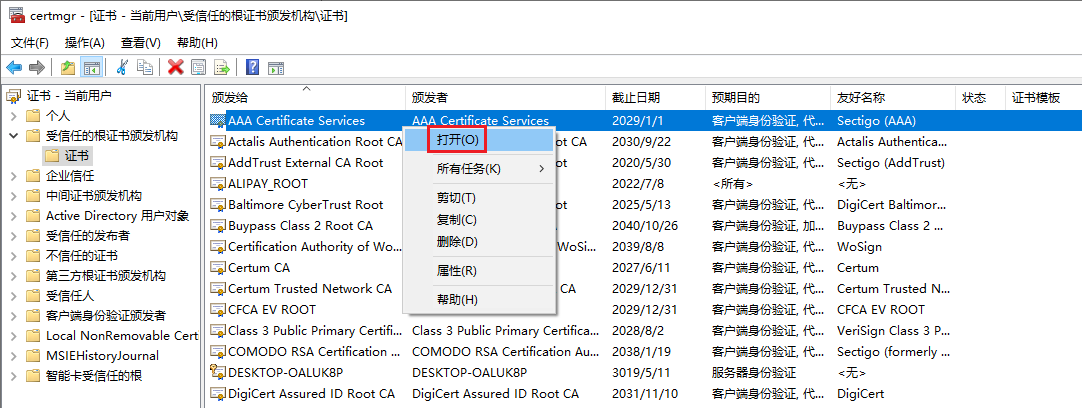 certmgr - [证书 - 当前用户\受信任的根证书颁发机构\证书]
文件(F) 操作(A) 查看(V) 帮助(H)
证书 - 当前用户
个人
受信任的根证书颁发机构
证书
企业信任
中间证书颁发机构
Active Directory 用户对象
受信任的发布者
不信任的证书
第三方根证书颁发机构
受信任人
客户端身份验证颁发者
Local NonRemovable Cert
MSIEHistoryJournal
智能卡受信任的根
颁发给 颁发者 截止日期 预期目的 友好名称 状态 证书模板
AAA Certificate Services AAA Certificate Services 2029/1/1 客户端身份验证, 代... Sectigo (AAA)
Actalis Authentication Root CA ot CA 2030/9/22 客户端身份验证, 代... Actalis Authentica...
AddTrust External CA Root ot 2020/5/30 客户端身份验证, 代... Sectigo (AddTrust)
ALIPAY_ROOT 2022/7/8 <所有> <无>
Baltimore CyberTrust Root ot 2025/5/13 客户端身份验证, 代... DigiCert Baltimor...
Buypass Class 2 Root CA 2040/10/26 客户端身份验证, 加... Buypass Class 2 ...
Certification Authority of Wo... WoSi... 2039/8/8 客户端身份验证, 代... WoSign
Certum CA 2027/6/11 客户端身份验证, 代... Certum
Certum Trusted Network CA k CA 2029/12/31 客户端身份验证, 代... Certum Trusted N...
CFCA EV ROOT 2029/12/31 客户端身份验证, 代... CFCA EV ROOT
Class 3 Public Primary Certifi... Class 3 Public Primary Certifica... 2028/8/2 客户端身份验证, 代... VeriSign Class 3 P...
COMODO RSA Certification ... COMODO RSA Certification Au... 2038/1/19 客户端身份验证, 代... Sectigo (formerly ...
DESKTOP-OALUK8P DESKTOP-OALUK8P 3019/5/11 服务器身份验证 <无>
DigiCert Assured ID Root CA DigiCert Assured ID Root CA 2031/11/10 客户端身份验证, 代... DigiCert
打开(O)
所有任务(K)
剪切(T)
复制(C)
删除(D)
属性(R)
帮助(H)